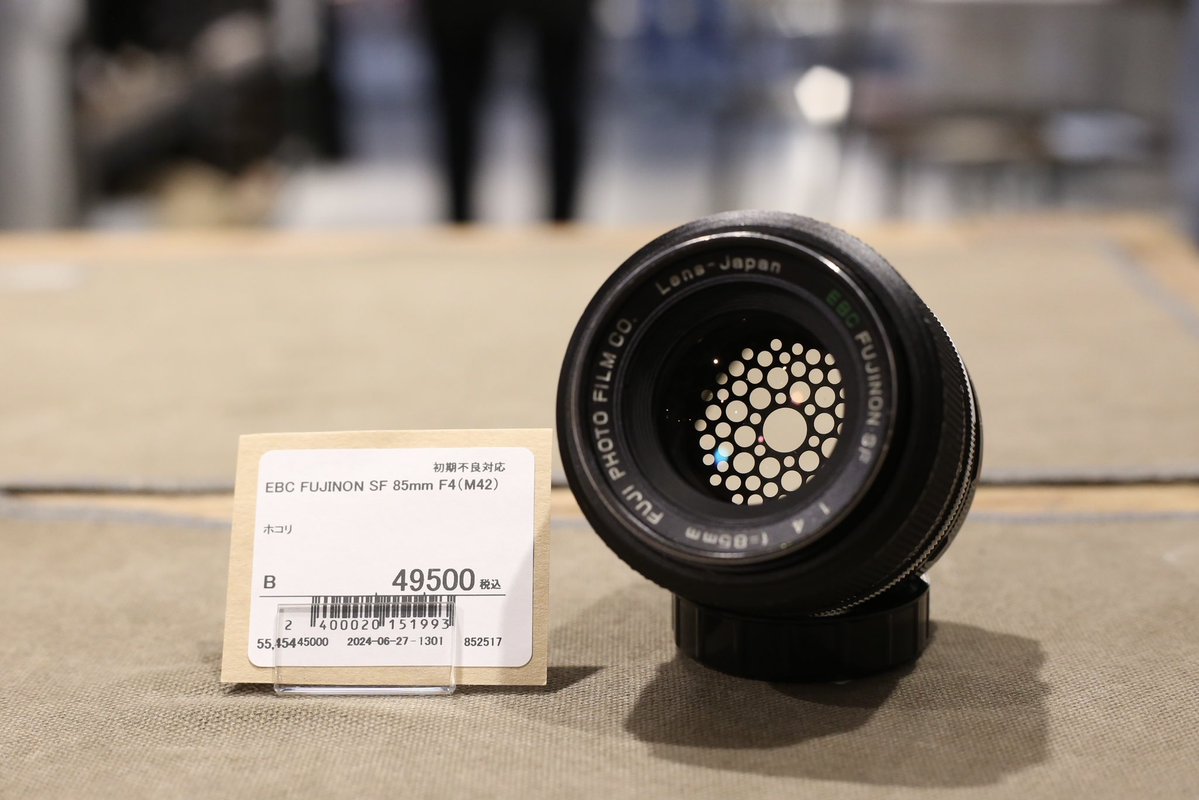 初期不良対応
EBC FUJINON SF 85mm F4(M42)
ホコリ
B 49500 税込
2 400020 151993
55,454 45000 2024-06-27-1301 852517
FUJI PHOTO FILM CO. Lens-Japan EBC FUJINON SF 1:4 f=85mm